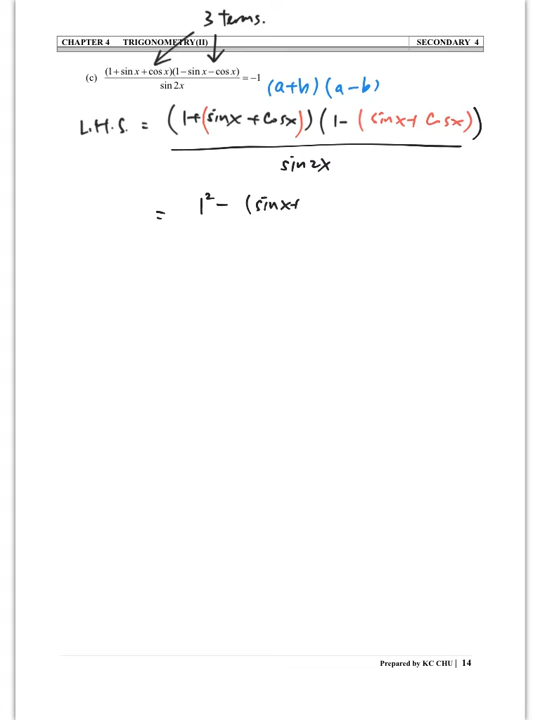 3 terms.
CHAPTER 4 TRIGONOMETRY(II) SECONDARY 4
(c) (1+sin x+cos x)(1−sin x−cos x) / sin 2x = −1
(a+b)(a-b)
L.H.S. = (1+(sinx + cosx))(1-(sinx + cosx))
sin2x
= 1² - (sinx+
Prepared by KC CHU | 14